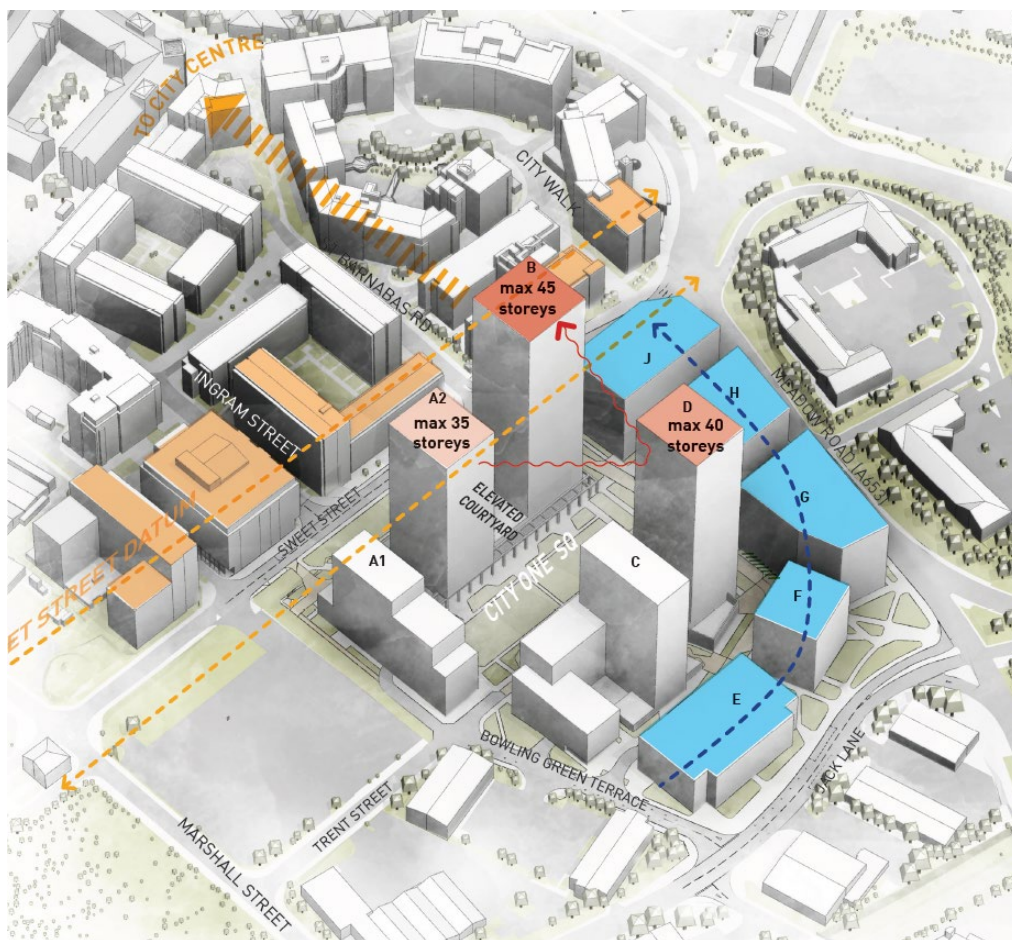 TO CITY CENTRE
CITY WALK
BARNABAS RD
B
max 45
storeys
J
H
MEADOW ROAD (A653)
INGRAM STREET
A2
max 35
storeys
D
max 40
storeys
G
ELEVATED
COURTYARD
SWEET STREET
STREET DATUM
A1
CITY ONE SQ
C
F
E
BOWLING GREEN TERRACE
JACK LANE
TRENT STREET
MARSHALL STREET